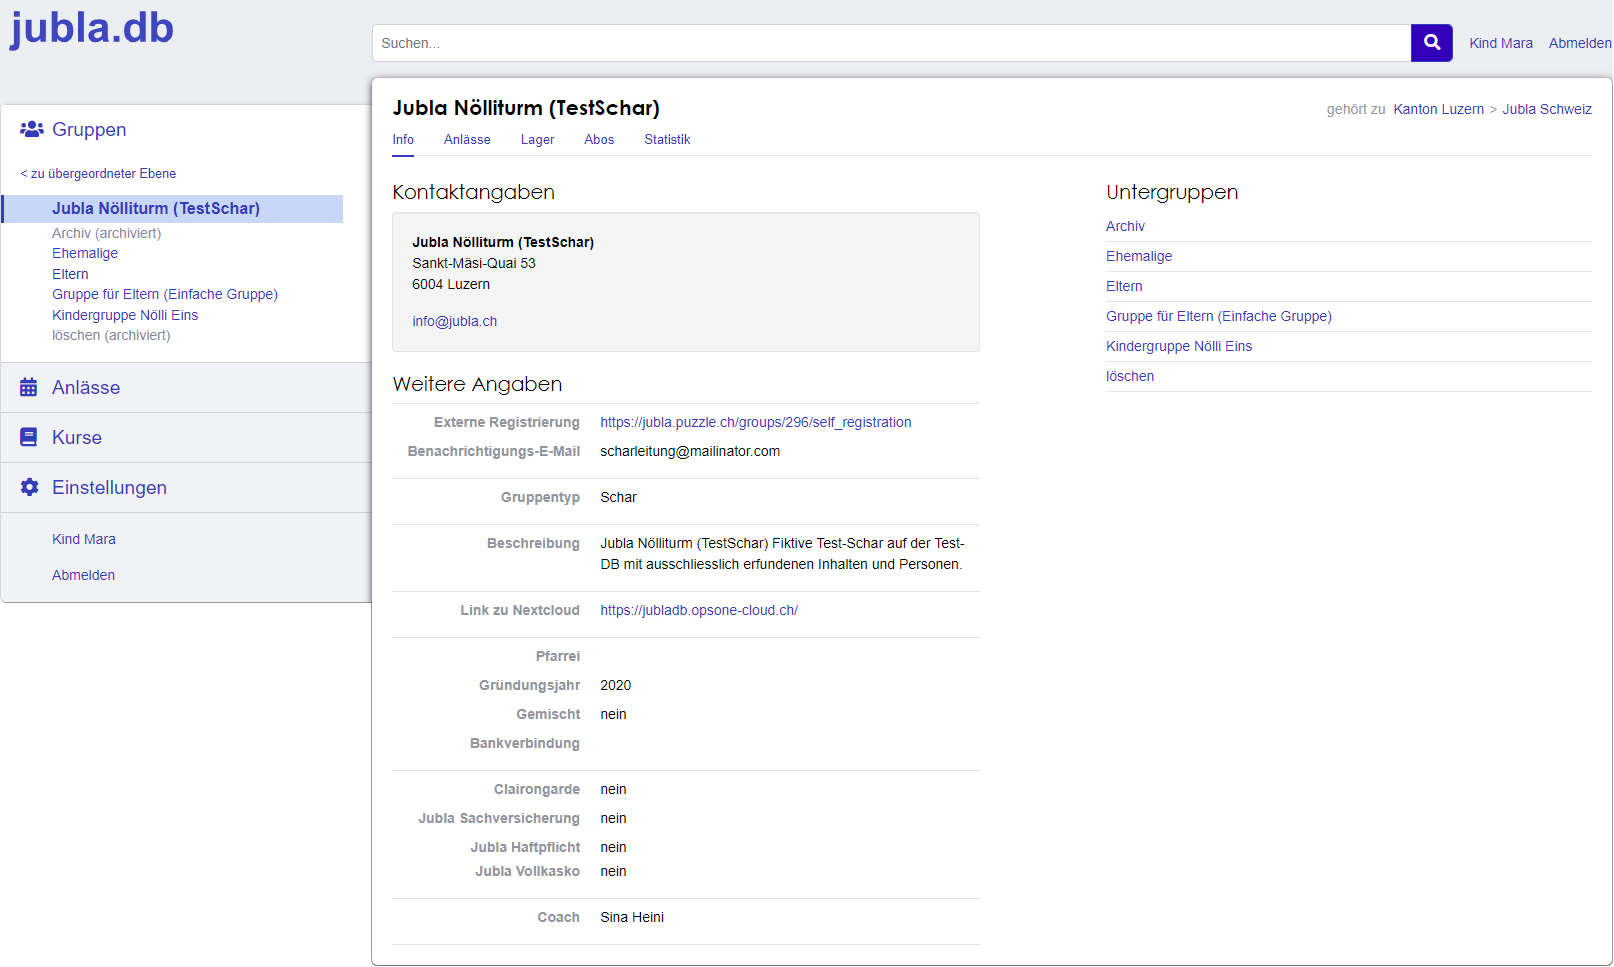 jubla.db
Suchen...
Kind Mara
Abmelden
Gruppen
< zu übergeordneter Ebene
Jubla Nölliturm (TestSchar)
Archiv (archiviert)
Ehemalige
Eltern
Gruppe für Eltern (Einfache Gruppe)
Kindergruppe Nölli Eins
löschen (archiviert)
Anlässe
Kurse
Einstellungen
Kind Mara
Abmelden
Jubla Nölliturm (TestSchar)
gehört zu Kanton Luzern > Jubla Schweiz
Info Anlässe Lager Abos Statistik
Kontaktangaben
Jubla Nölliturm (TestSchar)
Sankt-Mäsi-Quai 53
6004 Luzern
info@jubla.ch
Weitere Angaben
Externe Registrierung https://jubla.puzzle.ch/groups/296/self_registration
Benachrichtigungs-E-Mail scharleitung@mailinator.com
Gruppentyp Schar
Beschreibung Jubla Nölliturm (TestSchar) Fiktive Test-Schar auf der Test-
DB mit ausschliesslich erfundenen Inhalten und Personen.
Link zu Nextcloud https://jubladb.opsone-cloud.ch/
Pfarrei
Gründungsjahr 2020
Gemischt nein
Bankverbindung
Clairongarde nein
Jubla Sachversicherung nein
Jubla Haftpflicht nein
Jubla Vollkasko nein
Coach Sina Heini
Untergruppen
Archiv
Ehemalige
Eltern
Gruppe für Eltern (Einfache Gruppe)
Kindergruppe Nölli Eins
löschen